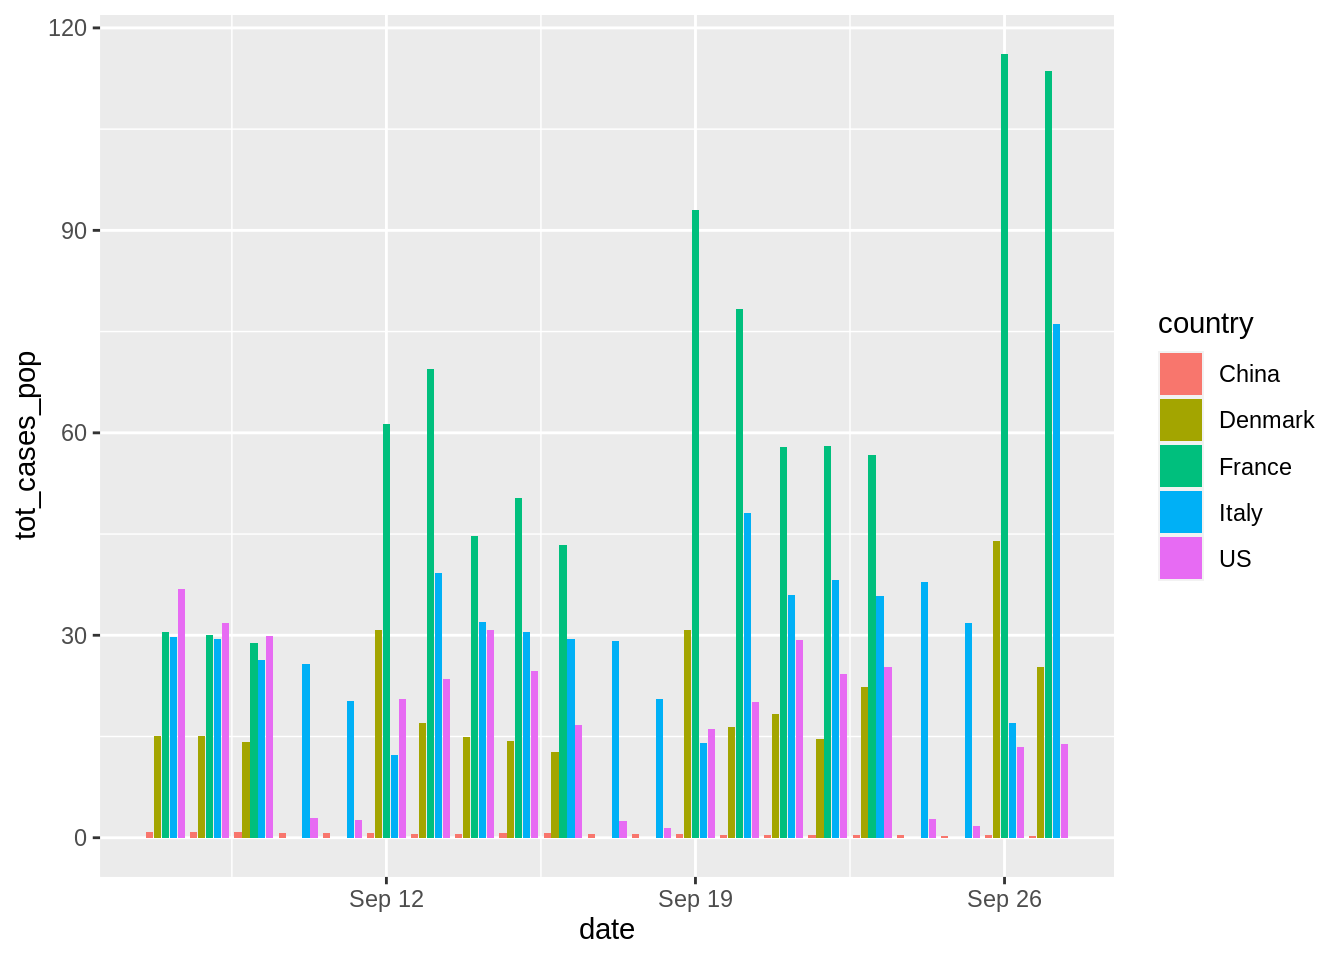 120
90
60
30
0
tot_cases_pop
Sep 12
Sep 19
Sep 26
date
country
China
Denmark
France
Italy
US